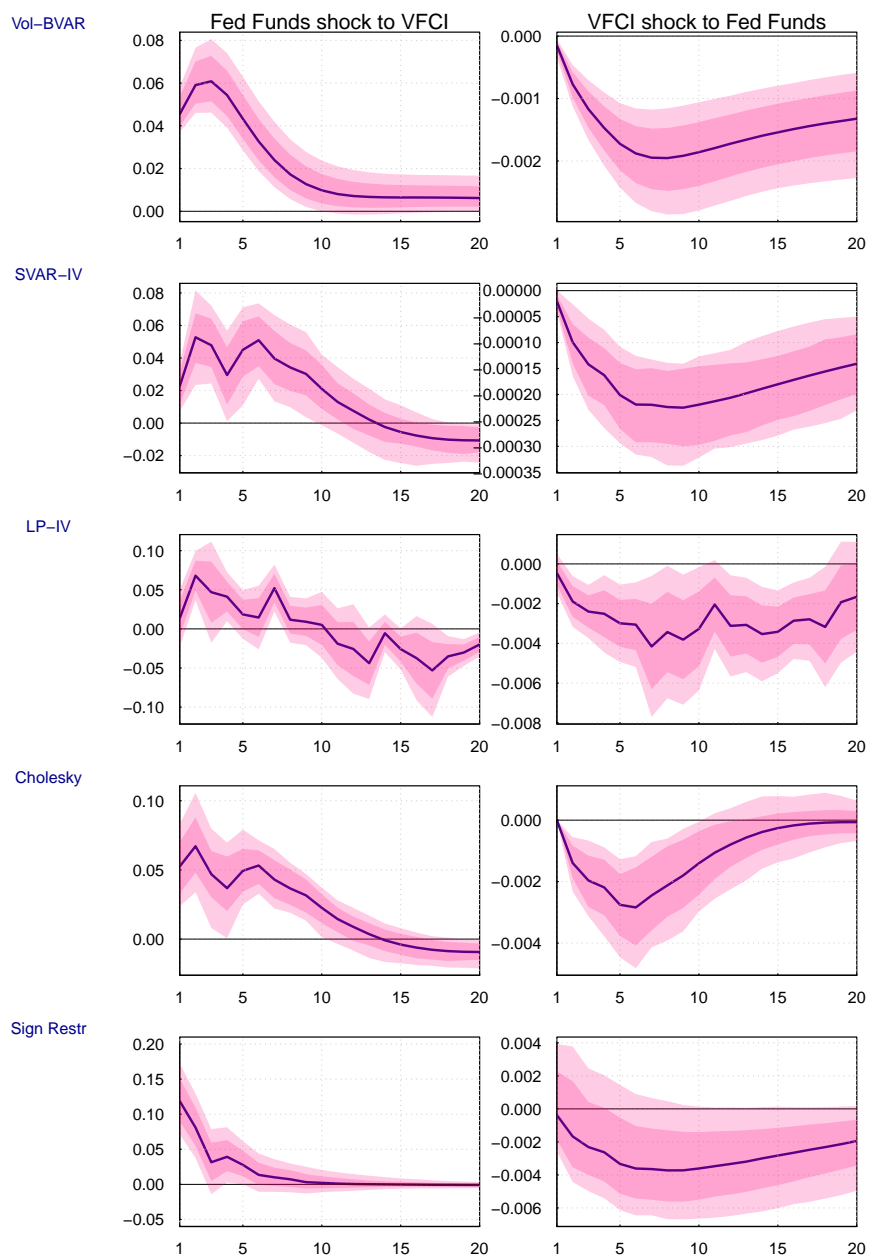 Vol−BVAR
Fed Funds shock to VFCI
VFCI shock to Fed Funds
0.08
0.06
0.04
0.02
0.00
1 5 10 15 20
0.000
−0.001
−0.002
1 5 10 15 20
SVAR−IV
0.08
0.06
0.04
0.02
0.00
−0.02
1 5 10 15 20
0.00000
−0.00005
−0.00010
−0.00015
−0.00020
−0.00025
−0.00030
−0.00035
1 5 10 15 20
LP−IV
0.10
0.05
0.00
−0.05
−0.10
1 5 10 15 20
0.000
−0.002
−0.004
−0.006
−0.008
1 5 10 15 20
Cholesky
0.10
0.05
0.00
1 5 10 15 20
0.000
−0.002
−0.004
1 5 10 15 20
Sign Restr
0.20
0.15
0.10
0.05
0.00
−0.05
1 5 10 15 20
0.004
0.002
0.000
−0.002
−0.004
−0.006
1 5 10 15 20